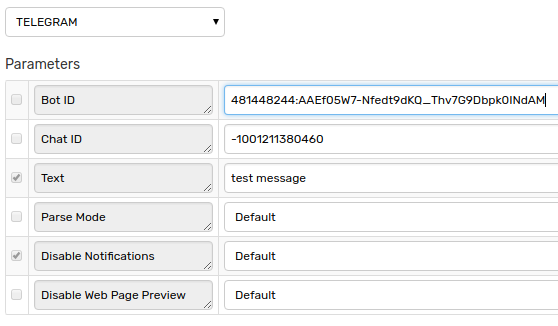 TELEGRAM
Parameters
Bot ID 481448244:AAEf05W7-Nfedt9dKQ_Thv7G9Dbpk0INdAM
Chat ID -1001211380460
Text test message
Parse Mode Default
Disable Notifications Default
Disable Web Page Preview Default